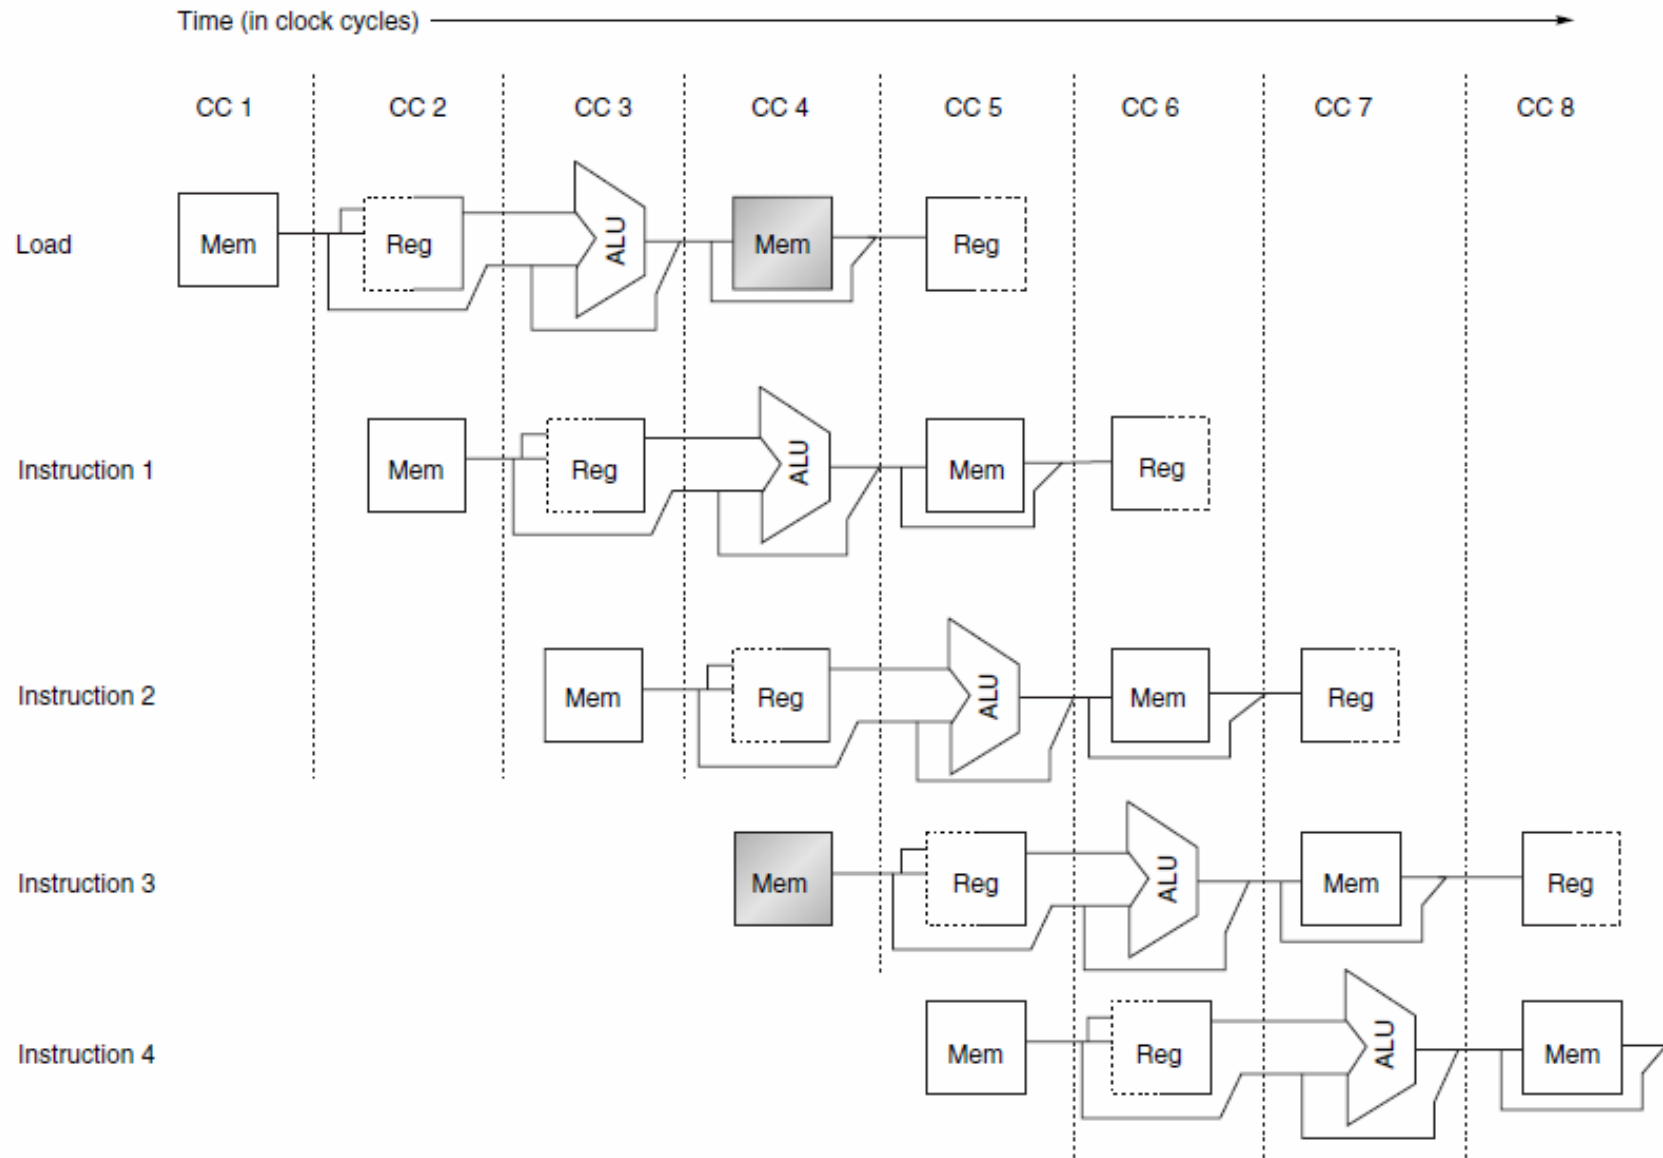 Time (in clock cycles)
CC 1 CC 2 CC 3 CC 4 CC 5 CC 6 CC 7 CC 8
Load Mem Reg ALU Mem Reg
Instruction 1 Mem Reg ALU Mem Reg
Instruction 2 Mem Reg ALU Mem Reg
Instruction 3 Mem Reg ALU Mem Reg
Instruction 4 Mem Reg ALU Mem